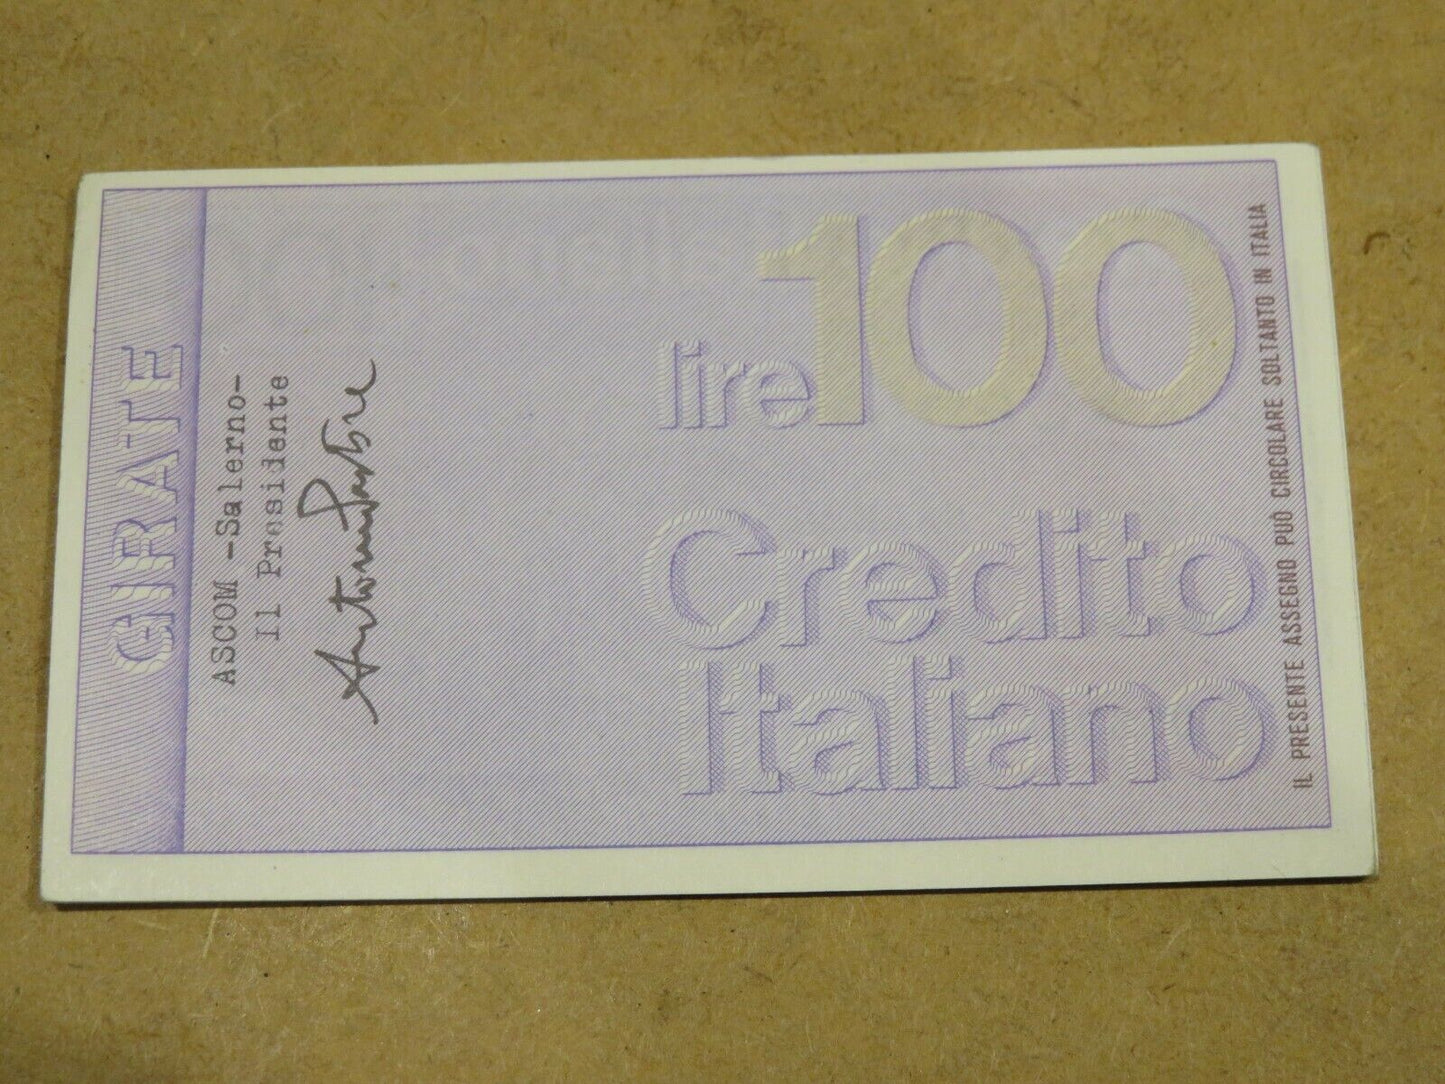 GIRATE
ASCOM -Salerno-
Il Presidente
lire 100
Credito
Italiano
IL PRESENTE ASSEGNO PUÒ CIRCOLARE SOLTANTO IN ITALIA